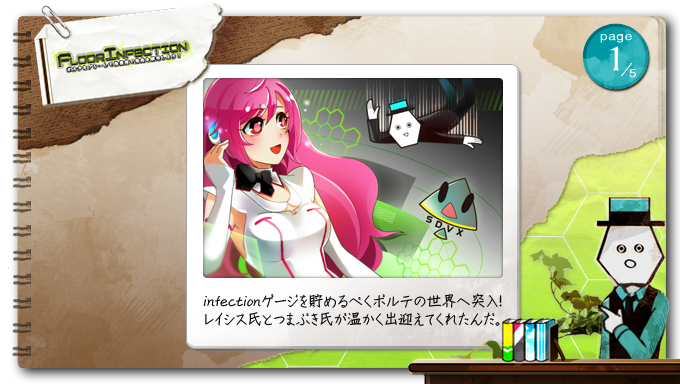 FLOOR INFECTION
page
1/5
SDVX
infectionゲージを貯めるべくボルテの世界へ突入!
レイシス氏とつまぶき氏が温かく出迎えてくれたんだ。